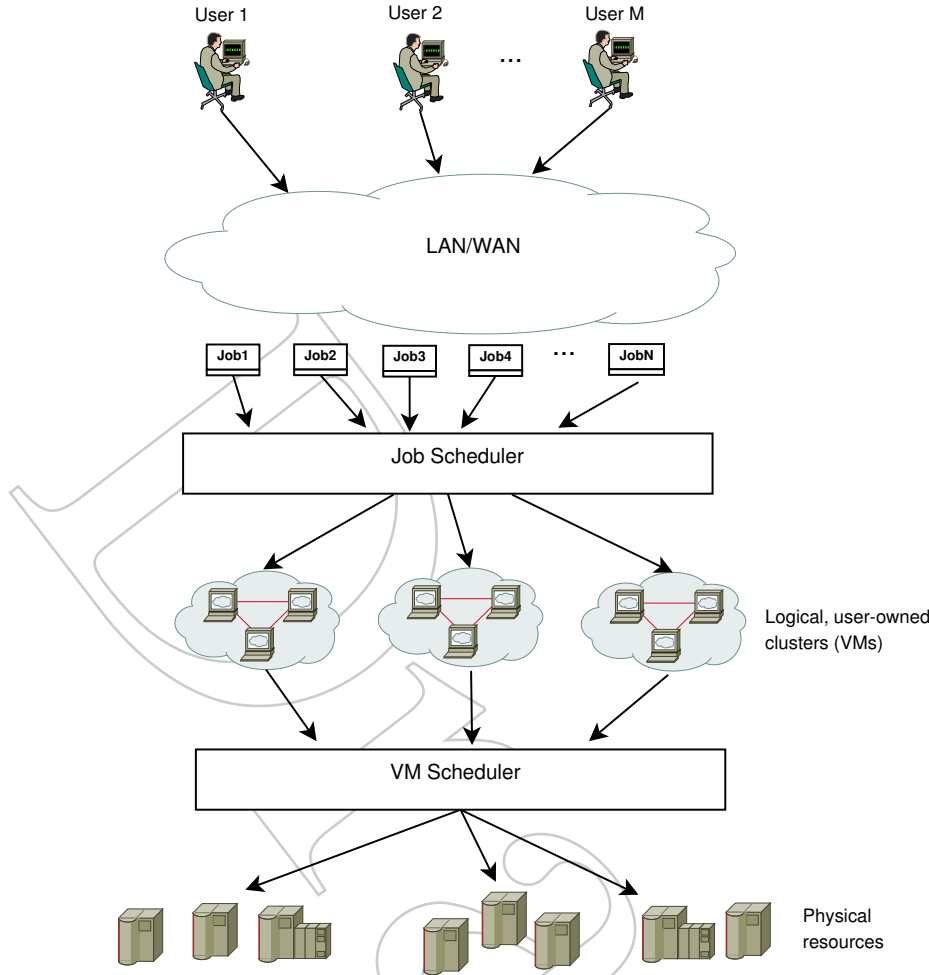 User 1
User 2
User M
...
LAN/WAN
Job1
Job2
Job3
Job4
...
JobN
Job Scheduler
Logical, user-owned
clusters (VMs)
VM Scheduler
Physical
resources